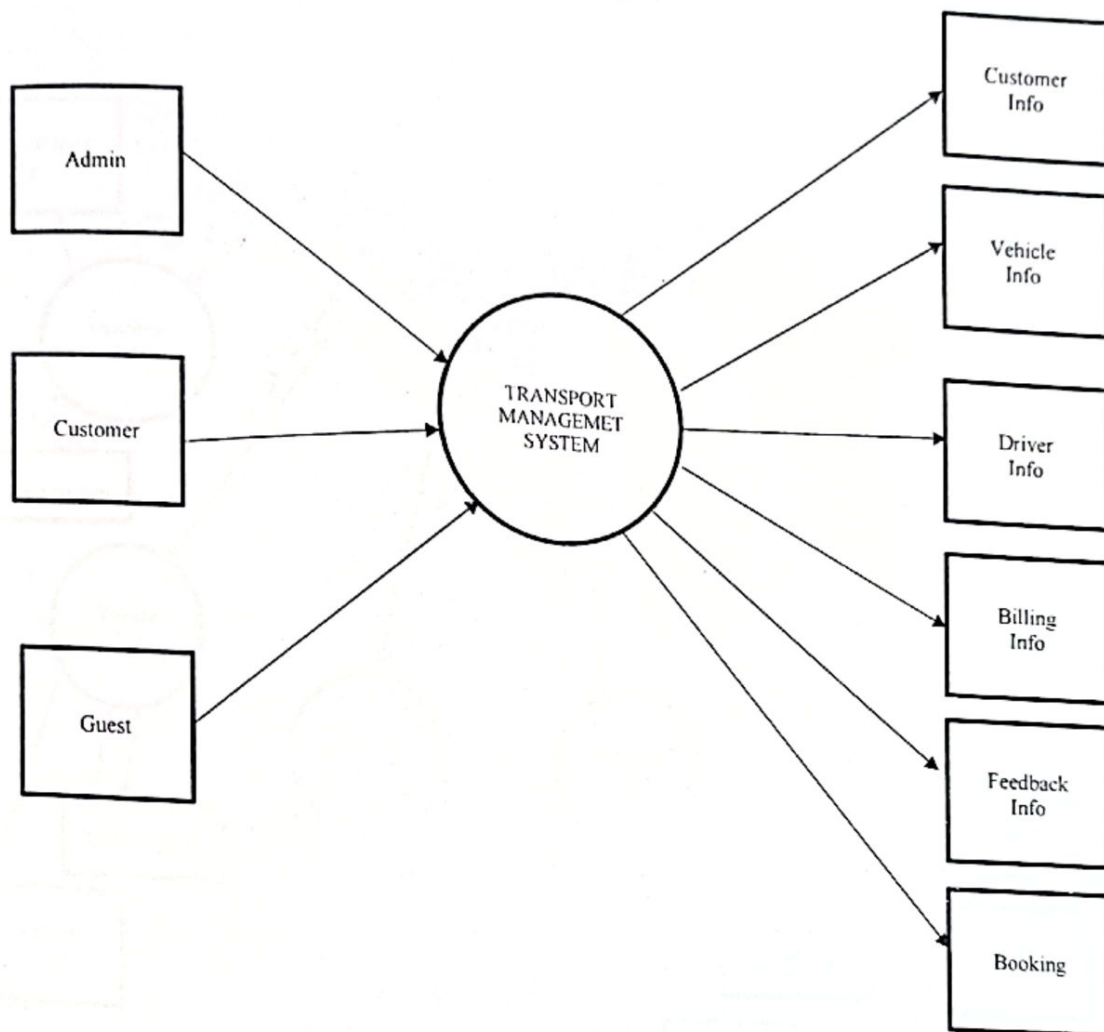 Admin
Customer
Guest
TRANSPORT
MANAGEMET
SYSTEM
Customer
Info
Vehicle
Info
Driver
Info
Billing
Info
Feedback
Info
Booking